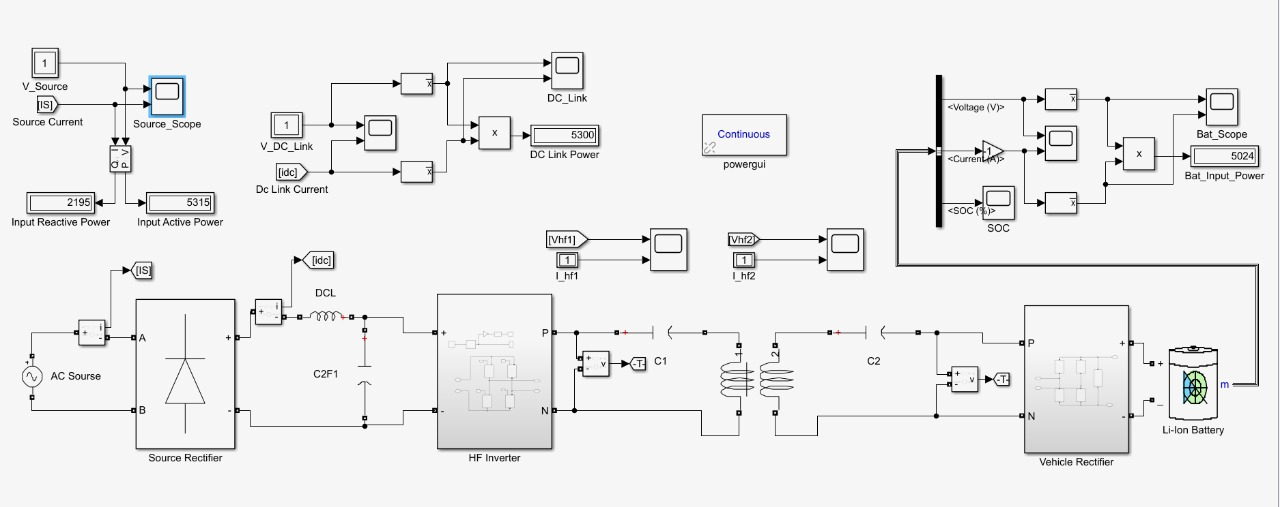 1
V_Source
[IS]
Source Current
Source_Scope
2195
Input Reactive Power
5315
Input Active Power
1
V_DC_Link
[idc]
Dc Link Current
x
x
x
DC_Link
5300
DC Link Power
Continuous
powergui
<Voltage (V)>
<Current (A)>
-1
<SOC (%)>
SOC
x
x
x
Bat_Scope
5024
Bat_Input_Power
[Vhf1]
1
I_hf1
[Vhf2]
1
I_hf2
[IS]
i
+
-
AC Sourse
A
B
+
-
Source Rectifier
[idc]
i
+
-
DCL
C2F1
+
-
P
N
HF Inverter
+
-
v
-T-
C1
1
2
C2
+
-
v
-T-
P
N
+
-
Vehicle Rectifier
+
-
m
Li-Ion Battery